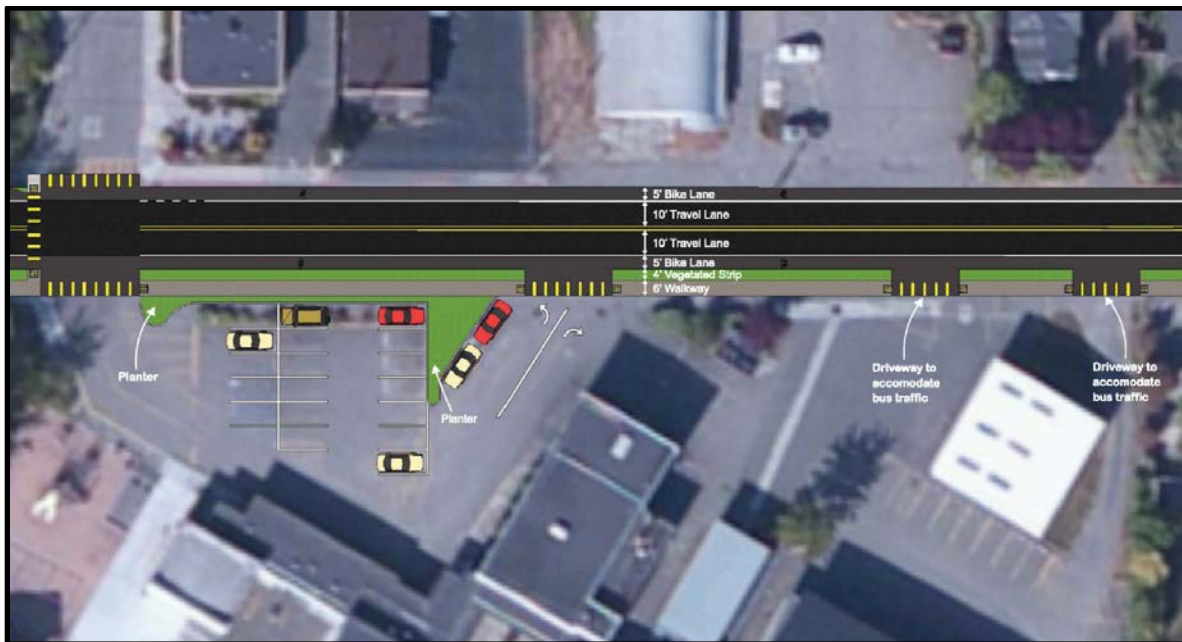 5' Bike Lane
10' Travel Lane
10' Travel Lane
5' Bike Lane
4' Vegetated Strip
6' Walkway
Planter
Planter
Driveway to
accomodate
bus traffic
Driveway to
accomodate
bus traffic